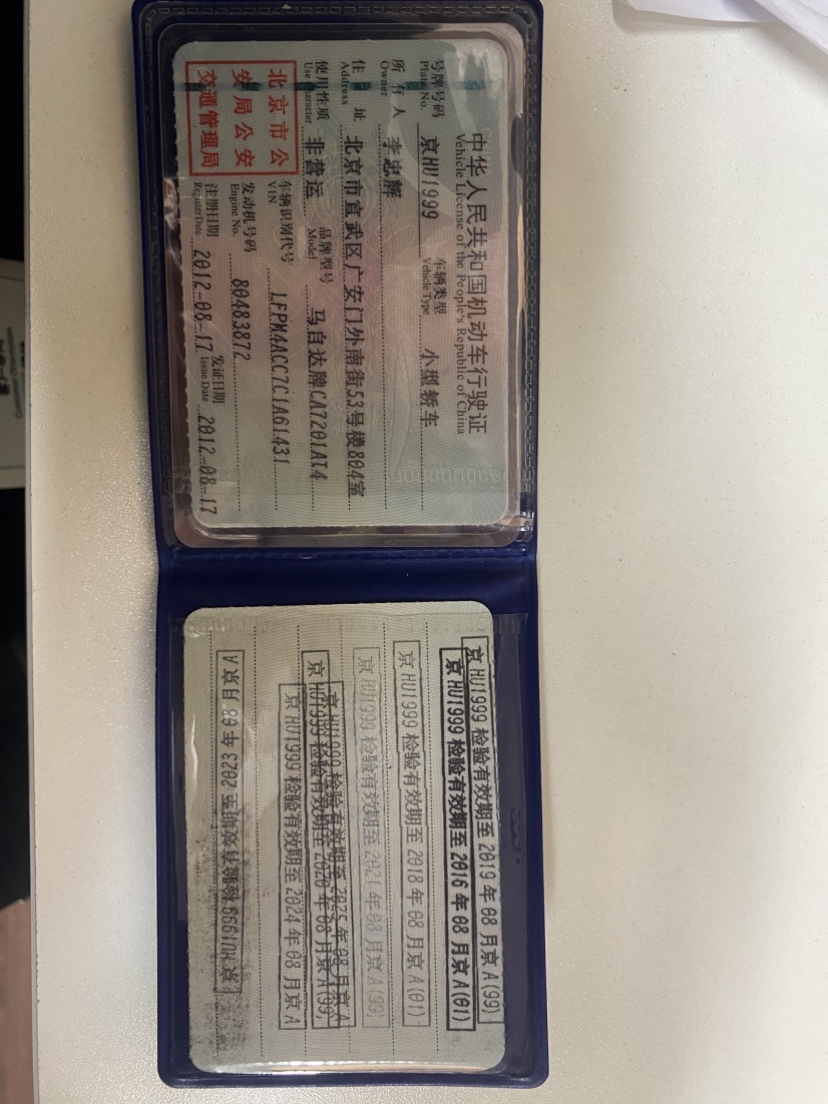 中华人民共和国机动车行驶证
Vehicle License of the People's Republic of China
号牌号码 京HU1999 车辆类型 小型轿车
Plate No. Vehicle Type
所有人 李忠解
Owner
住址 北京市宣武区广安门外南街53号楼804室
Address
使用性质 非营运 品牌型号 马自达牌CA7201AT4
Use Character Model
北京市公安局公安交通管理局
车辆识别代号 LFPM4ACC7C1A61431
VIN
发动机号码 80483872
Engine No.
注册日期 2012-08-17 发证日期 2012-08-17
Register Date Issue Date
京HU1999 检验有效期至 2019年08月京A(99)
京HU1999 检验有效期至 2016年08月京A(01)
京HU1999 检验有效期至 2018年08月京A(01)
京HU1999 检验有效期至 2021年08月京A(99)
京HU1999 检验有效期至 2025年08月京A
京HU1999 检验有效期至 2020年08月京A(99)
京HU1999 检验有效期至 2024年08月京A
京HU1999 检验有效期至 2023年08月京A